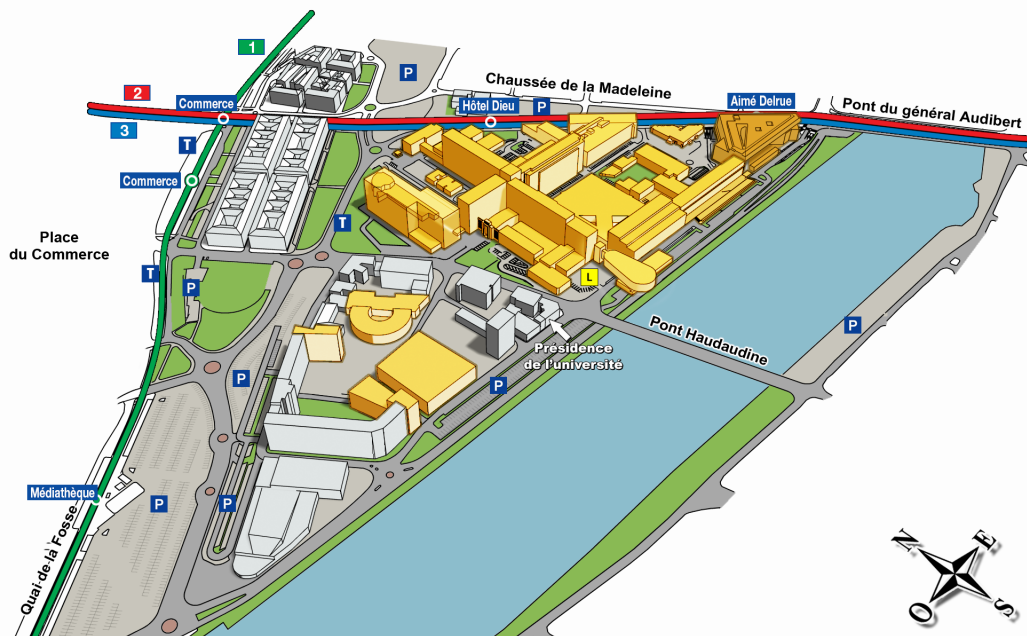 1
P
Chaussée de la Madeleine
2
Commerce
Hôtel Dieu
P
Aimé Delrue
Pont du général Audibert
3
T
Commerce
T
Place
du Commerce
T
P
L
Pont Haudaudine
P
Présidence
de l'université
P
P
Médiathèque
P
P
Quai-de-la Fosse
N
E
O
S